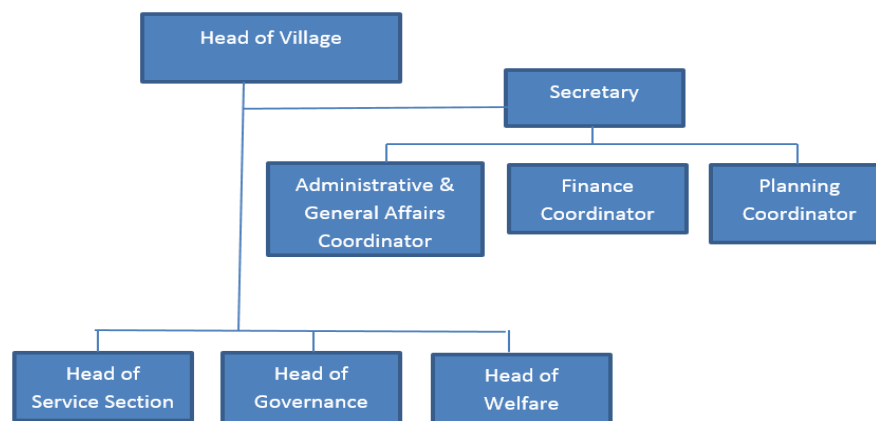 Head of Village
Secretary
Administrative &
General Affairs
Coordinator
Finance
Coordinator
Planning
Coordinator
Head of
Service Section
Head of
Governance
Head of
Welfare